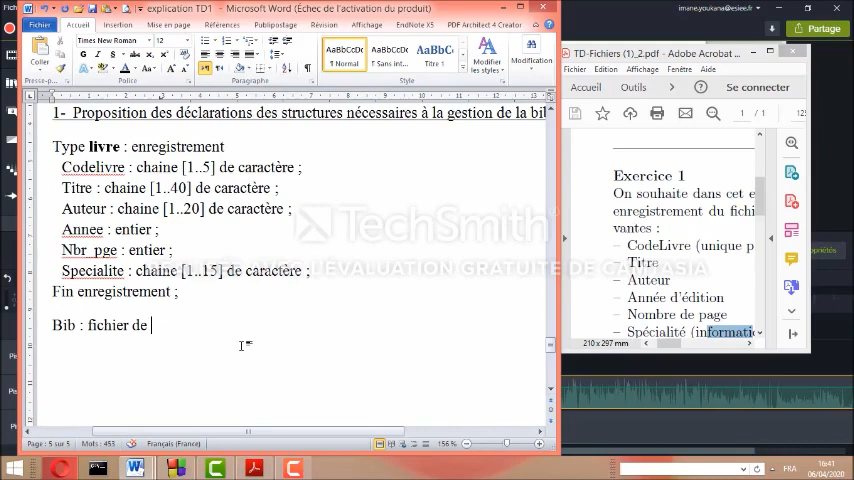 explication TD1 - Microsoft Word (Échec de l'activation du produit)
imane.youkana@esiee.fr
Partage
Fichier Accueil Insertion Mise en page Références Publipostage Révision Affichage EndNote X9 PDF Architect 4 Creator
Coller
Times New Roman 12
G I S
AaBbCcDc AaBbCcDc AaBbCc
¶ Normal ¶ Sans int... Titre 1
Modifier les styles
Modification
Presse-p... Police Paragraphe Style
1- Proposition des déclarations des structures nécessaires à la gestion de la bib
Type livre : enregistrement
Codelivre : chaine [1..5] de caractère ;
Titre : chaine [1..40] de caractère ;
Auteur : chaine [1..20] de caractère ;
Annee : entier ;
Nbr_pge : entier ;
Specialite : chaine [1..15] de caractère ;
Fin enregistrement ;
Bib : fichier de
TechSmith
L'ÉVALUATION GRATUITE DE CAMTASIA
Page : 5 sur 5 Mots : 453 Français (France) 156 %
TD-Fichiers (1)_2.pdf - Adobe Acrobat ...
Fichier Edition Affichage Fenêtre Aide
Accueil Outils Se connecter
1 / 1
Exercice 1
On souhaite dans cet e
enregistrement du fichi
vantes :
– CodeLivre (unique p
– Titre
– Auteur
– Année d'édition
– Nombre de page
– Spécialité (informati
210 x 297 mm
FR
16:41
06/04/2020